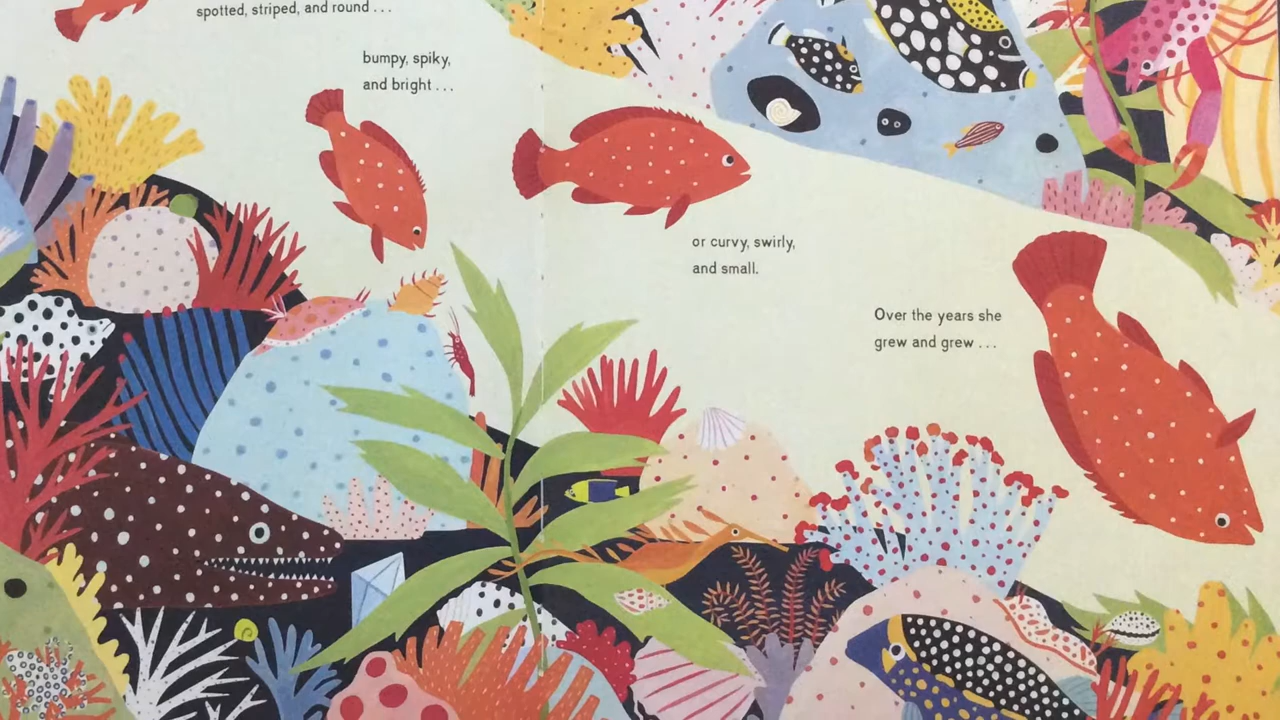 spotted, striped, and round . . .
bumpy, spiky,
and bright . . .
or curvy, swirly,
and small.
Over the years she
grew and grew . . .